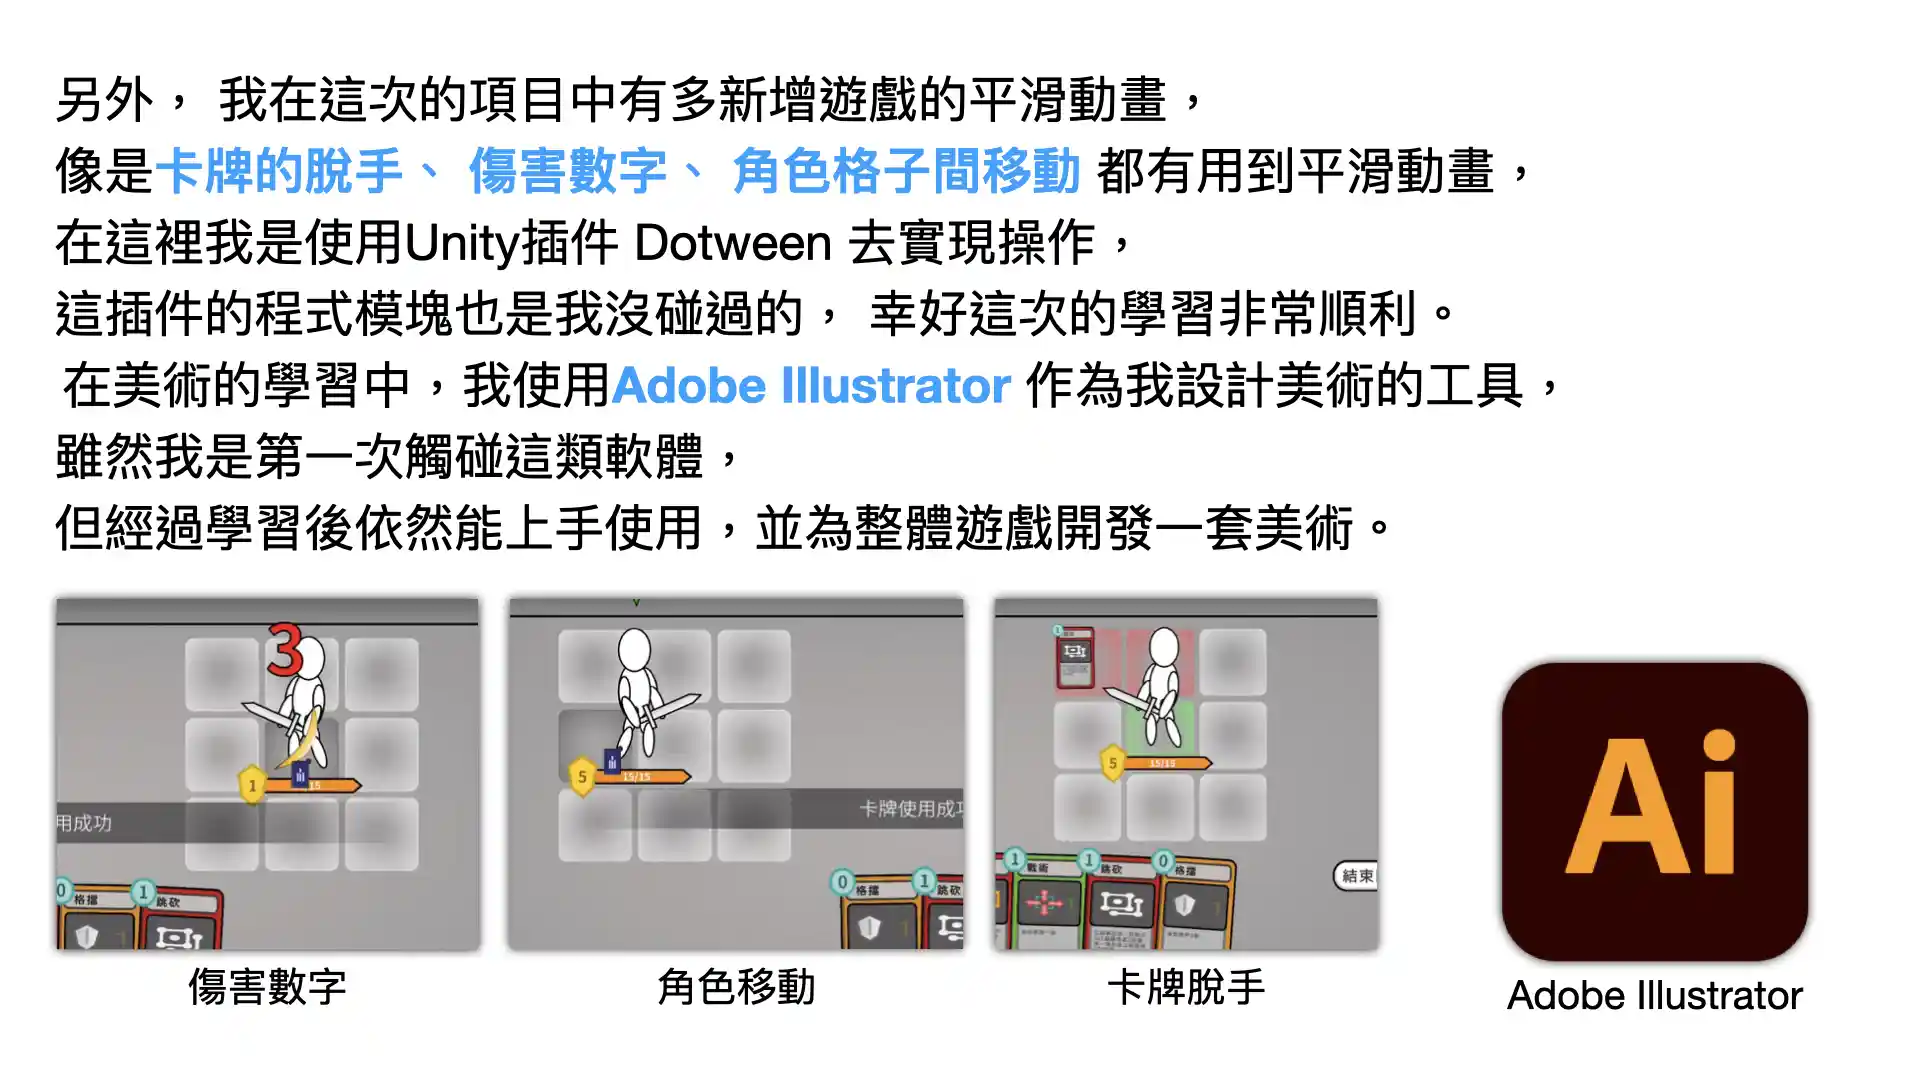 另外， 我在這次的項目中有多新增遊戲的平滑動畫，
像是卡牌的脫手、 傷害數字、 角色格子間移動 都有用到平滑動畫，
在這裡我是使用Unity插件 Dotween 去實現操作，
這插件的程式模塊也是我沒碰過的， 幸好這次的學習非常順利。
在美術的學習中，我使用Adobe Illustrator 作為我設計美術的工具，
雖然我是第一次觸碰這類軟體，
但經過學習後依然能上手使用，並為整體遊戲開發一套美術。
3
1
15
用成功
0 格擋
1 跳砍
傷害數字
5
15/15
卡牌使用成
0 格擋
1 跳砍
角色移動
1
5
15/15
1 戰術
1 跳砍
0 格擋
結束
卡牌脫手
Ai
Adobe Illustrator